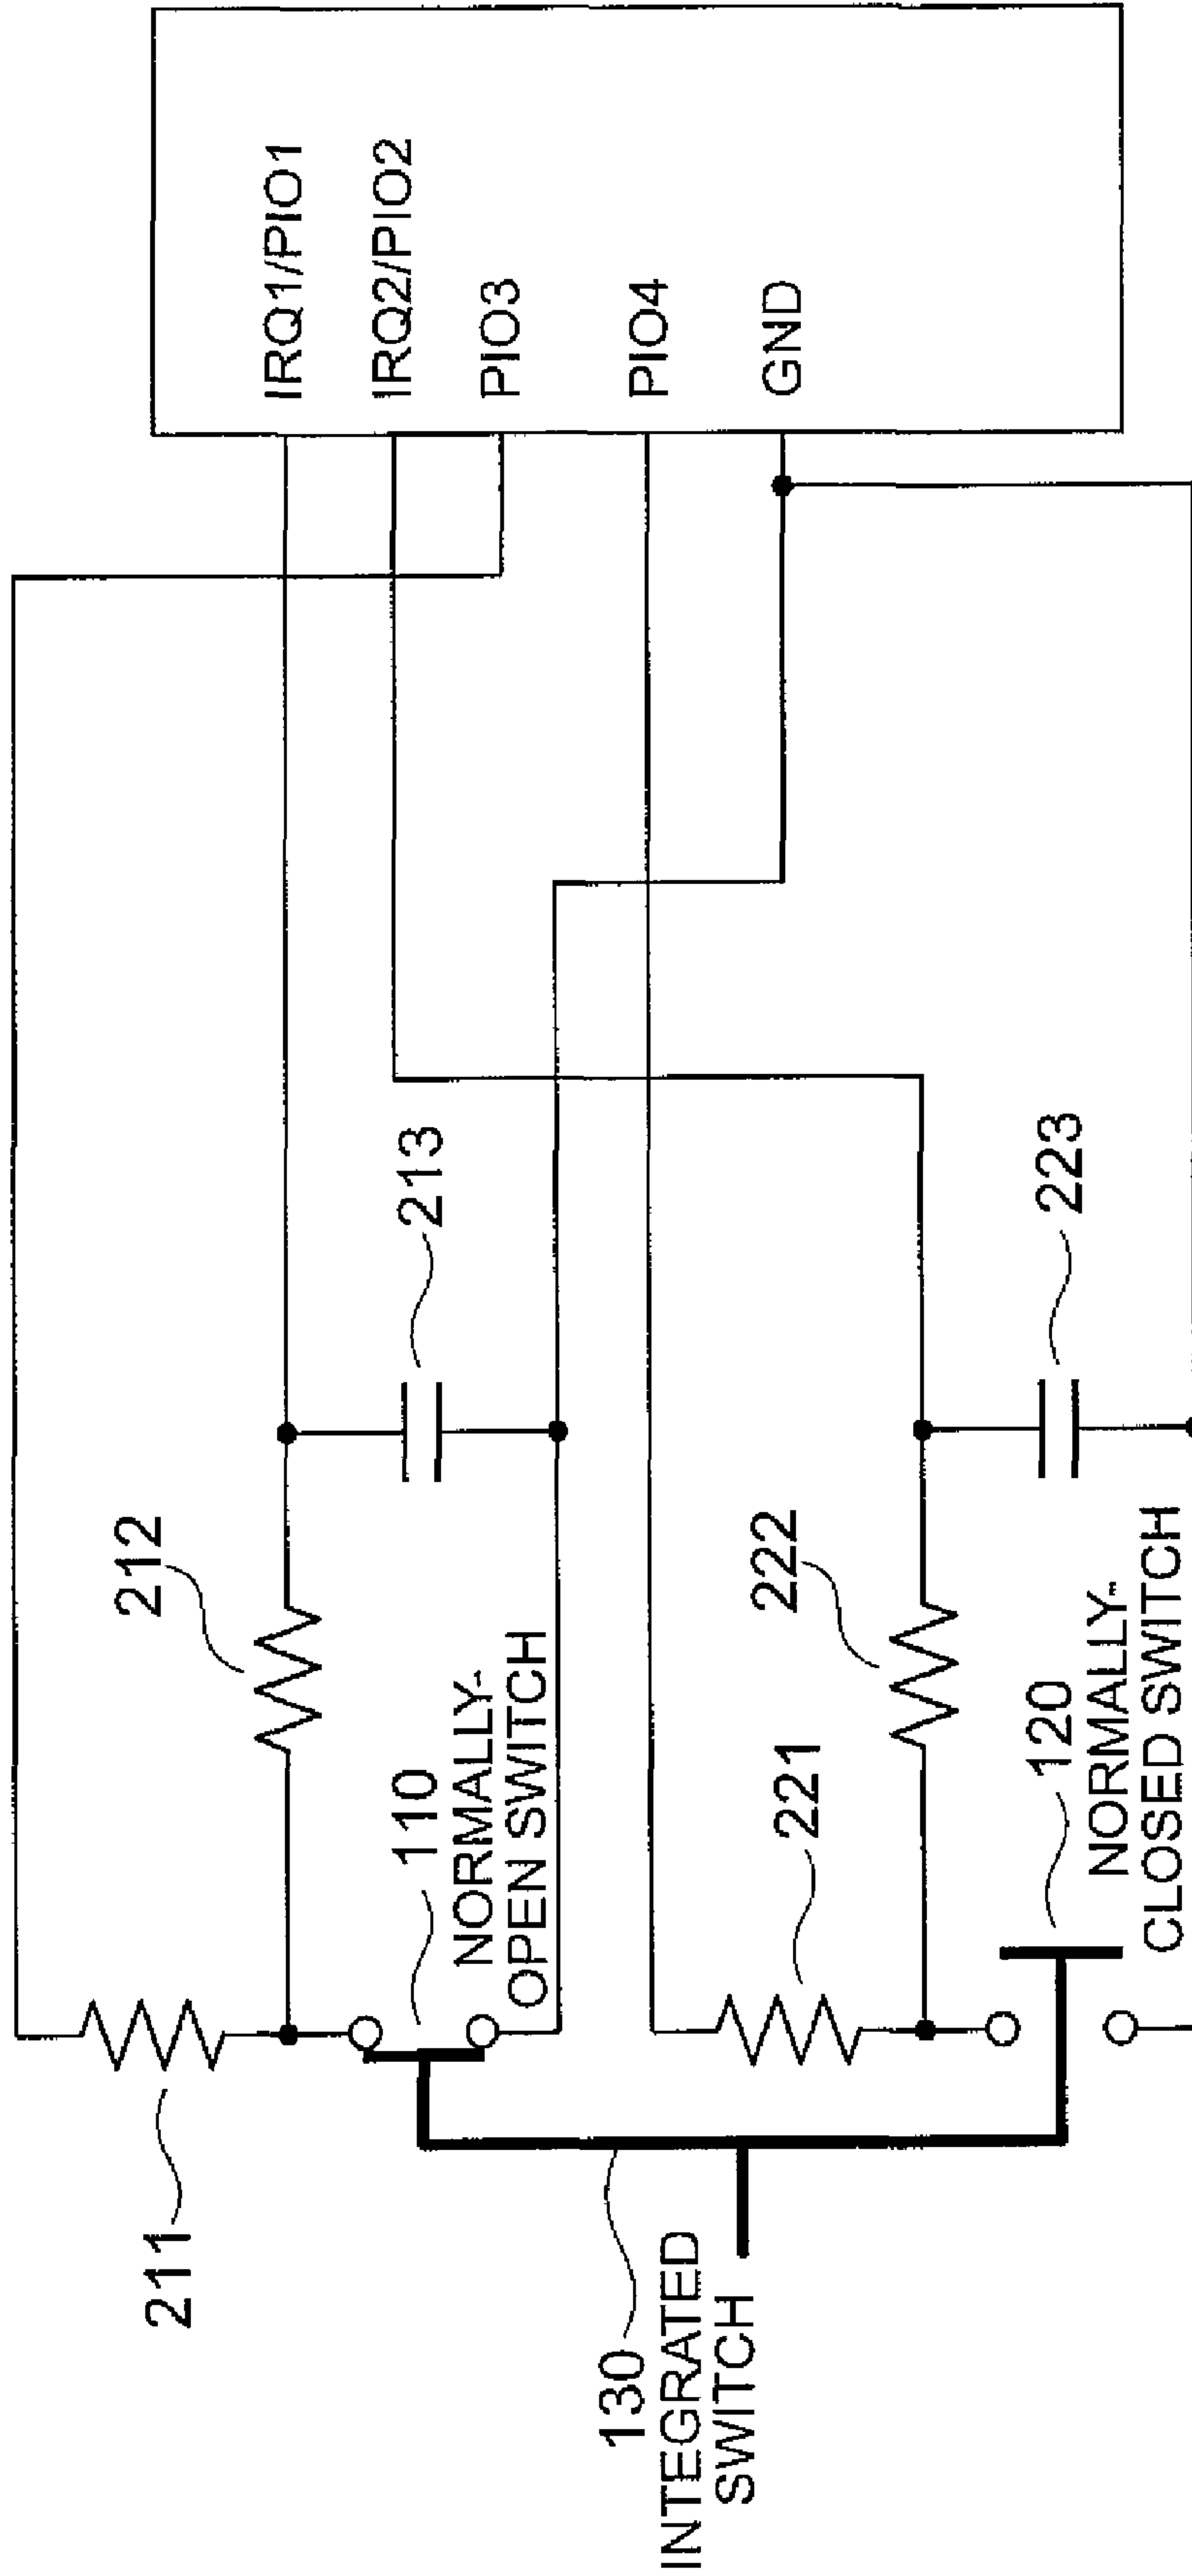 211
212
213
IRQ1/PIO1
IRQ2/PIO2
PIO3
PIO4
GND
110
NORMALLY-
OPEN SWITCH
130
INTEGRATED
SWITCH
221
222
223
120
NORMALLY-
CLOSED SWITCH